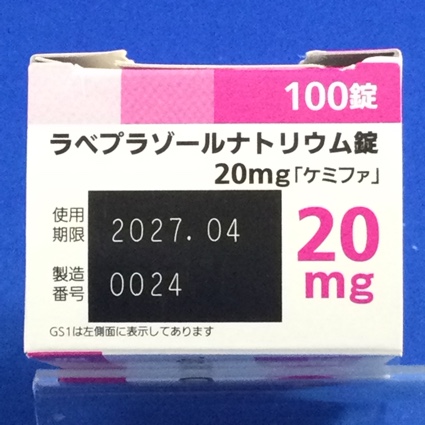 100錠
ラベプラゾールナトリウム錠
20mg「ケミファ」
使用期限 2027.04
製造番号 0024
20mg
GS1は左側面に表示してあります